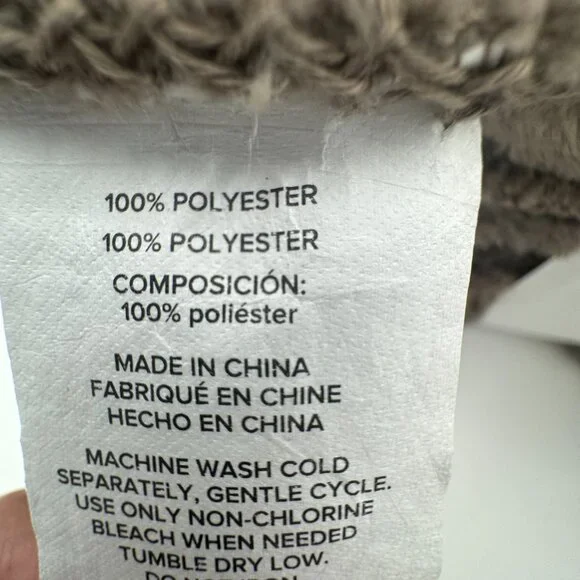 100% POLYESTER
100% POLYESTER
COMPOSICIÓN:
100% poliéster
MADE IN CHINA
FABRIQUÉ EN CHINE
HECHO EN CHINA
MACHINE WASH COLD
SEPARATELY, GENTLE CYCLE.
USE ONLY NON-CHLORINE
BLEACH WHEN NEEDED
TUMBLE DRY LOW.